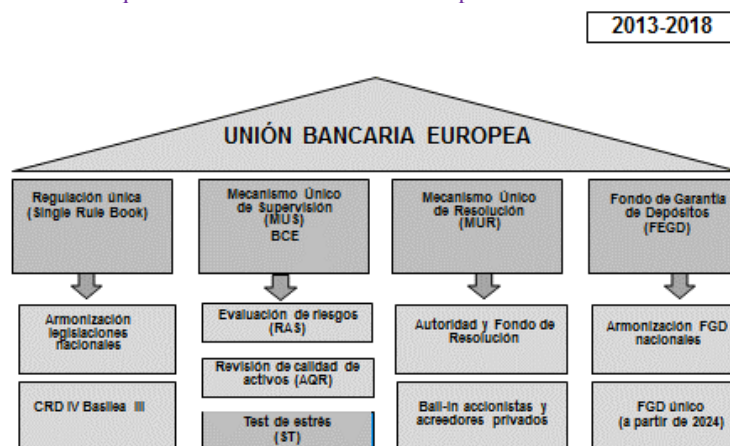 2013-2018
UNIÓN BANCARIA EUROPEA
Regulación única
(Single Rule Book)
Mecanismo Único
de Supervisión
(MUS)
BCE
Mecanismo Único
de Resolución
(MUR)
Fondo de Garantía
de Depósitos
(FEGD)
Armonización
legislaciones
nacionales
Evaluación de riesgos
(RAS)
Autoridad y Fondo de
Resolución
Armonización FGD
nacionales
Revisión de calidad de
activos (AQR)
CRD IV Basilea III
Test de estrés
(ST)
Bail-in accionistas y
acreedores privados
FGD único
(a partir de 2024)